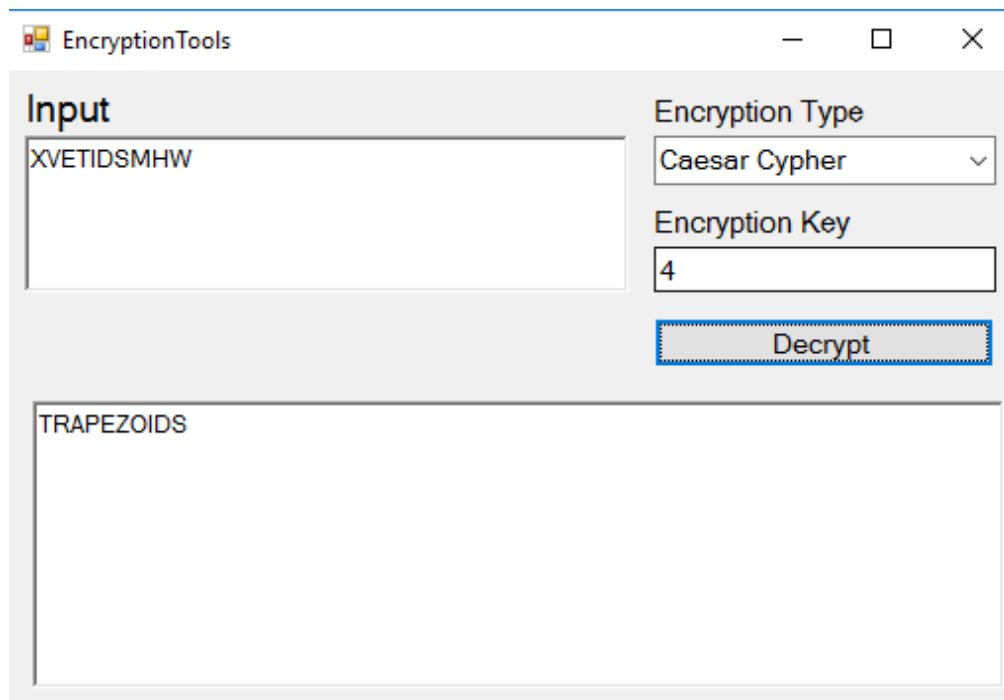 EncryptionTools
Input
XVETIDSMHW
Encryption Type
Caesar Cypher
Encryption Key
4
Decrypt
TRAPEZOIDS